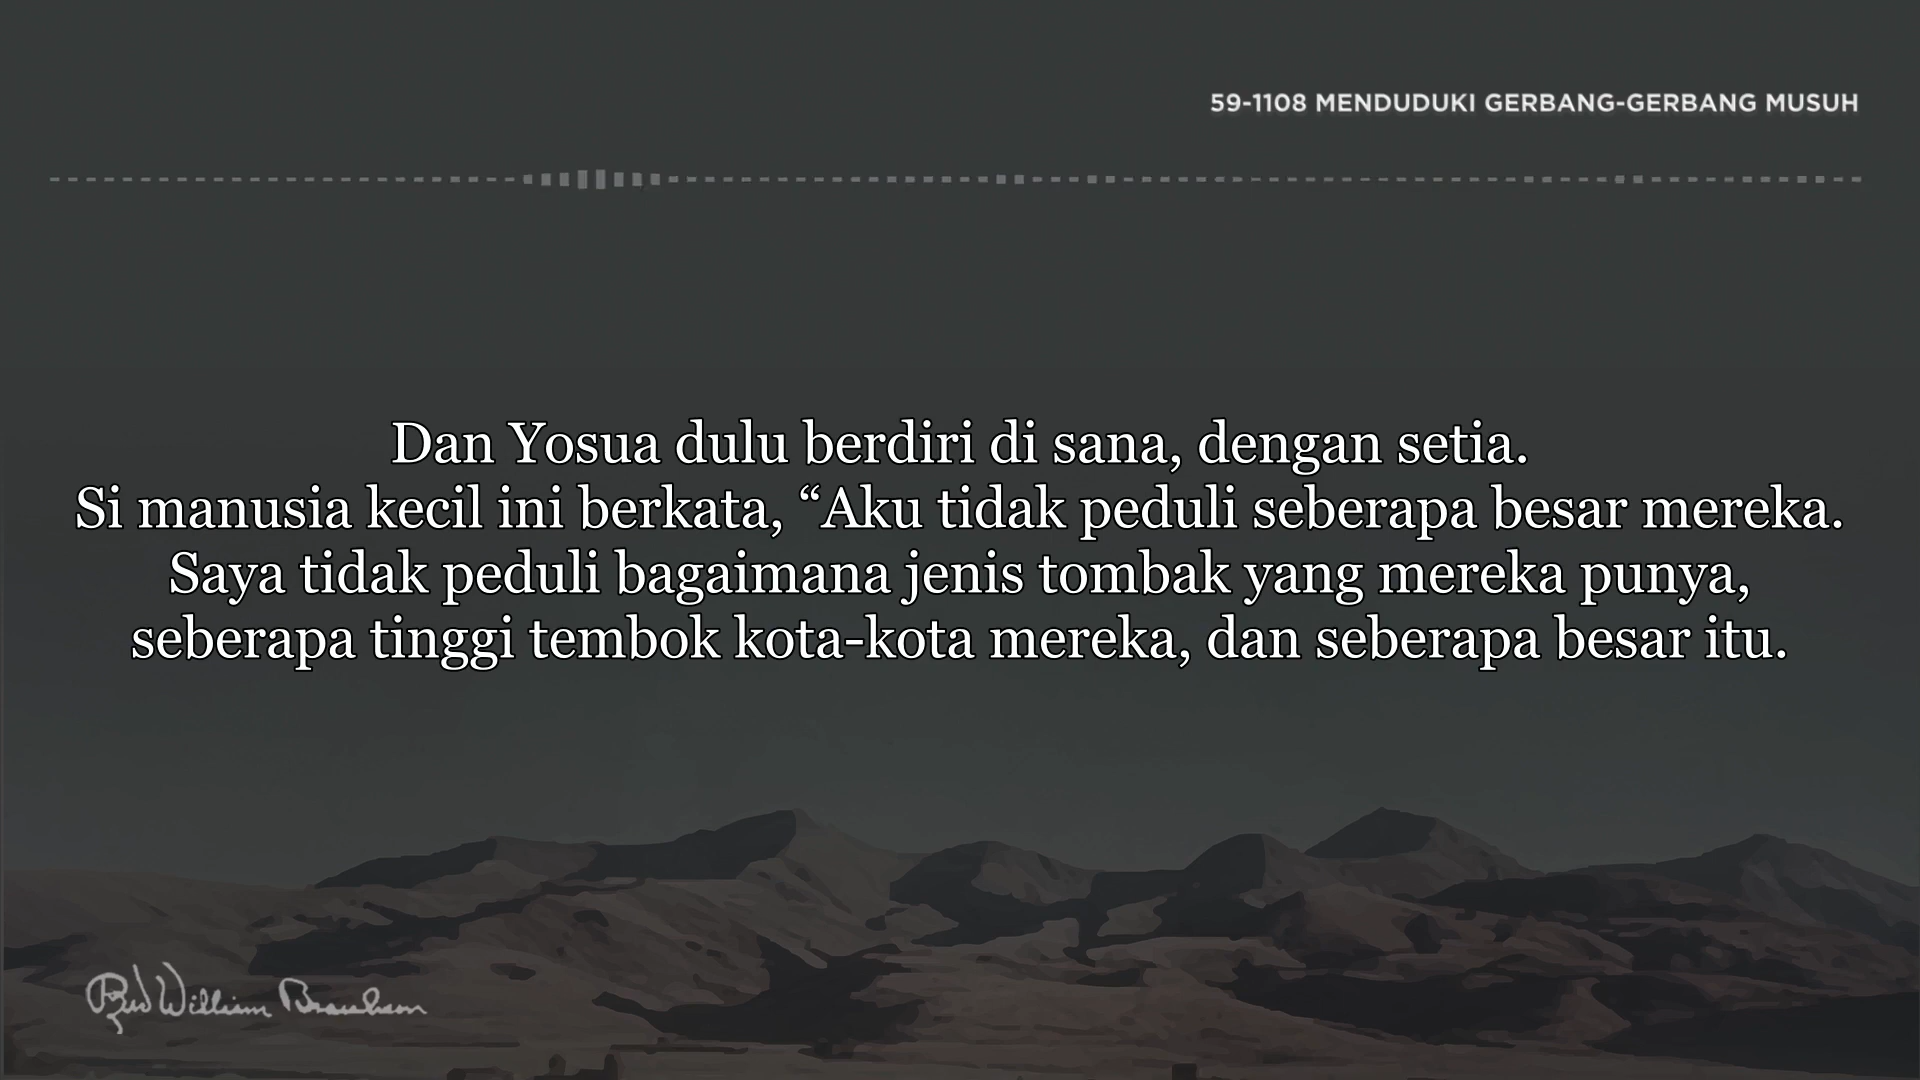 59-1108 MENDUDUKI GERBANG-GERBANG MUSUH
Dan Yosua dulu berdiri di sana, dengan setia.
Si manusia kecil ini berkata, “Aku tidak peduli seberapa besar mereka.
Saya tidak peduli bagaimana jenis tombak yang mereka punya,
seberapa tinggi tembok kota-kota mereka, dan seberapa besar itu.
William Branham